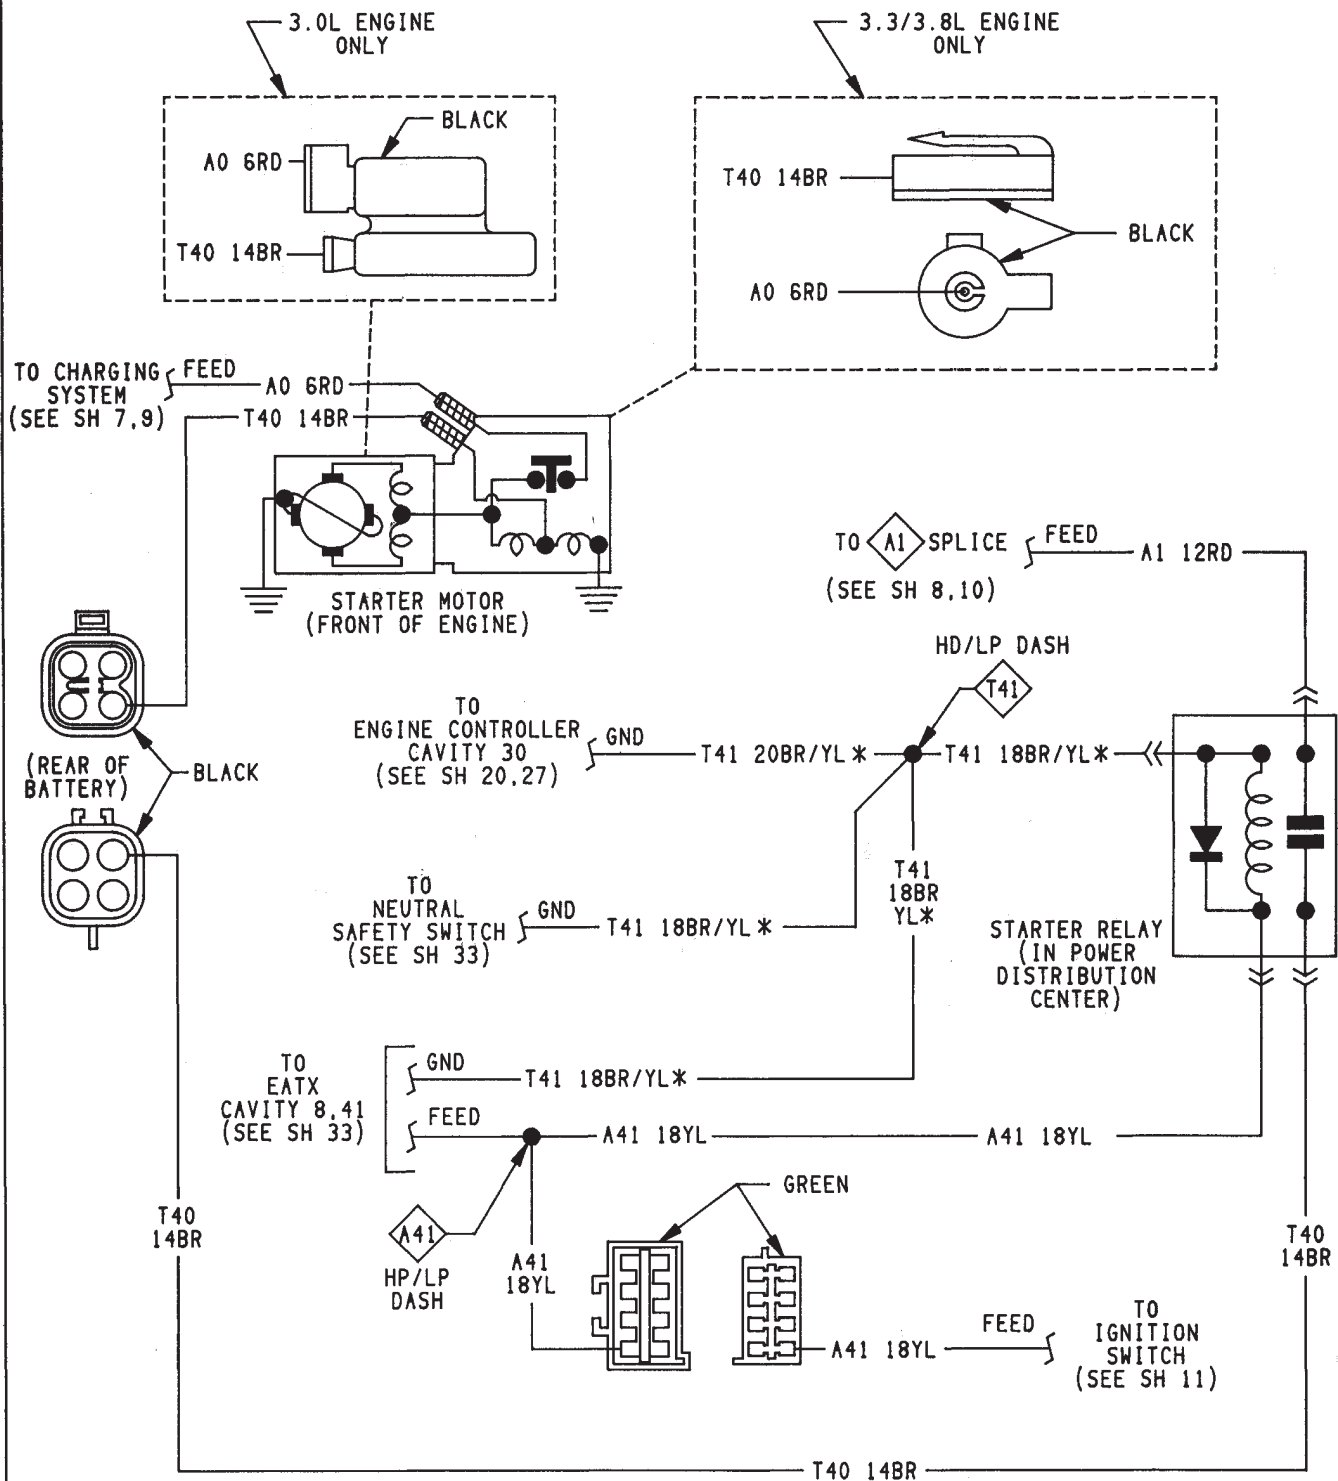 3.0L ENGINE
ONLY
3.3/3.8L ENGINE
ONLY
BLACK
A0 6RD
T40 14BR
T40 14BR
BLACK
A0 6RD
TO CHARGING
SYSTEM
(SEE SH 7,9)
FEED
A0 6RD
T40 14BR
STARTER MOTOR
(FRONT OF ENGINE)
TO
A1
SPLICE
(SEE SH 8,10)
FEED
A1 12RD
HD/LP DASH
T41
TO
ENGINE CONTROLLER
CAVITY 30
(SEE SH 20,27)
GND
T41 20BR/YL*
T41 18BR/YL*
(REAR OF
BATTERY)
BLACK
T41
18BR
YL*
TO
NEUTRAL
SAFETY SWITCH
(SEE SH 33)
GND
T41 18BR/YL*
STARTER RELAY
(IN POWER
DISTRIBUTION
CENTER)
TO
EATX
CAVITY 8,41
(SEE SH 33)
GND
T41 18BR/YL*
FEED
A41 18YL
A41 18YL
GREEN
T40
14BR
A41
HP/LP
DASH
A41
18YL
T40
14BR
A41 18YL
FEED
TO
IGNITION
SWITCH
(SEE SH 11)
T40 14BR